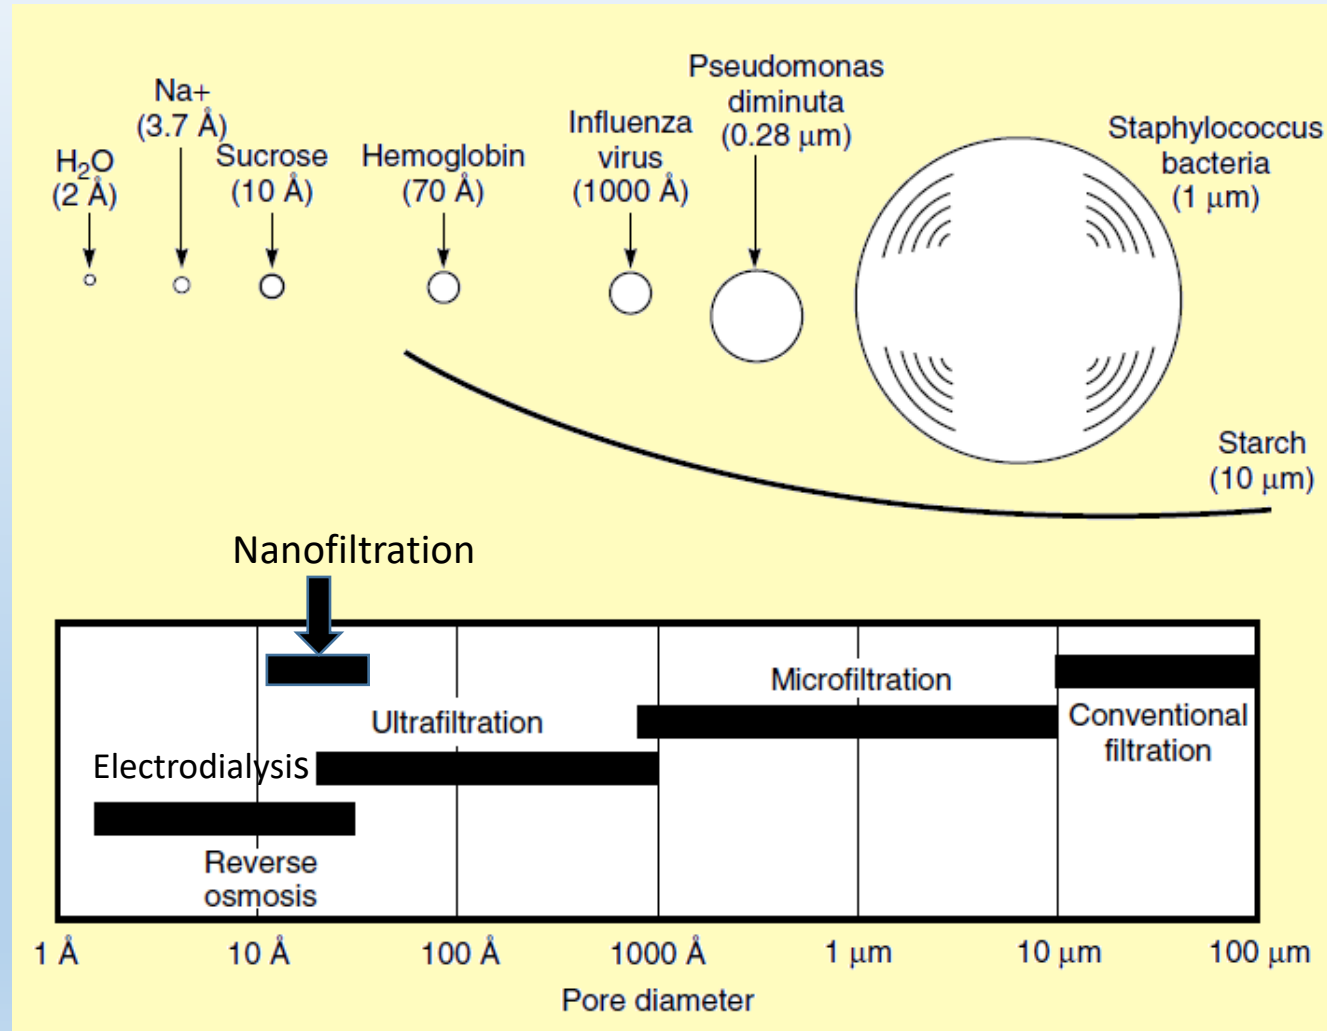 H₂O
(2 Å)
Na+
(3.7 Å)
Sucrose
(10 Å)
Hemoglobin
(70 Å)
Influenza
virus
(1000 Å)
Pseudomonas
diminuta
(0.28 μm)
Staphylococcus
bacteria
(1 μm)
Starch
(10 μm)
Nanofiltration
Microfiltration
Ultrafiltration
Conventional
filtration
Electrodialysis
Reverse
osmosis
1 Å 10 Å 100 Å 1000 Å 1 μm 10 μm 100 μm
Pore diameter